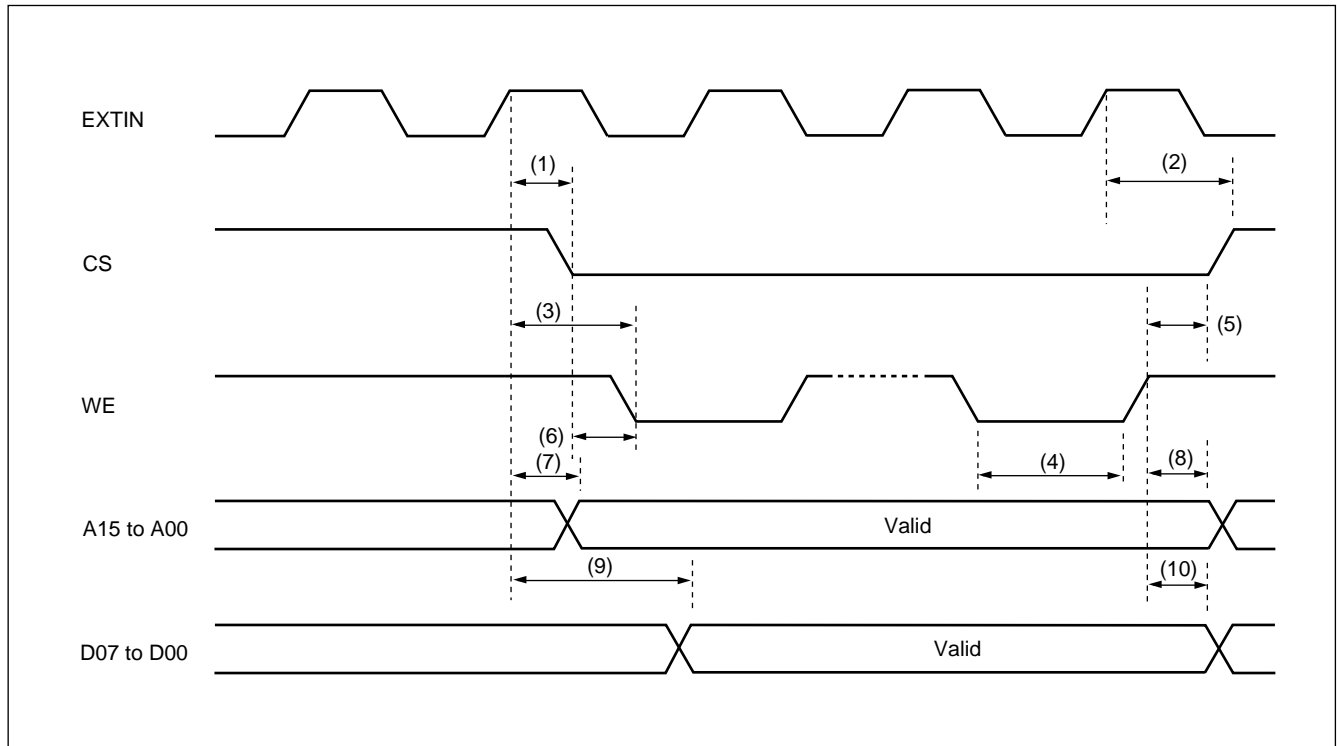 EXTIN
(1)
(2)
CS
(3)
(5)
WE
(6)
(7)
(4)
(8)
A15 to A00
Valid
(9)
(10)
D07 to D00
Valid